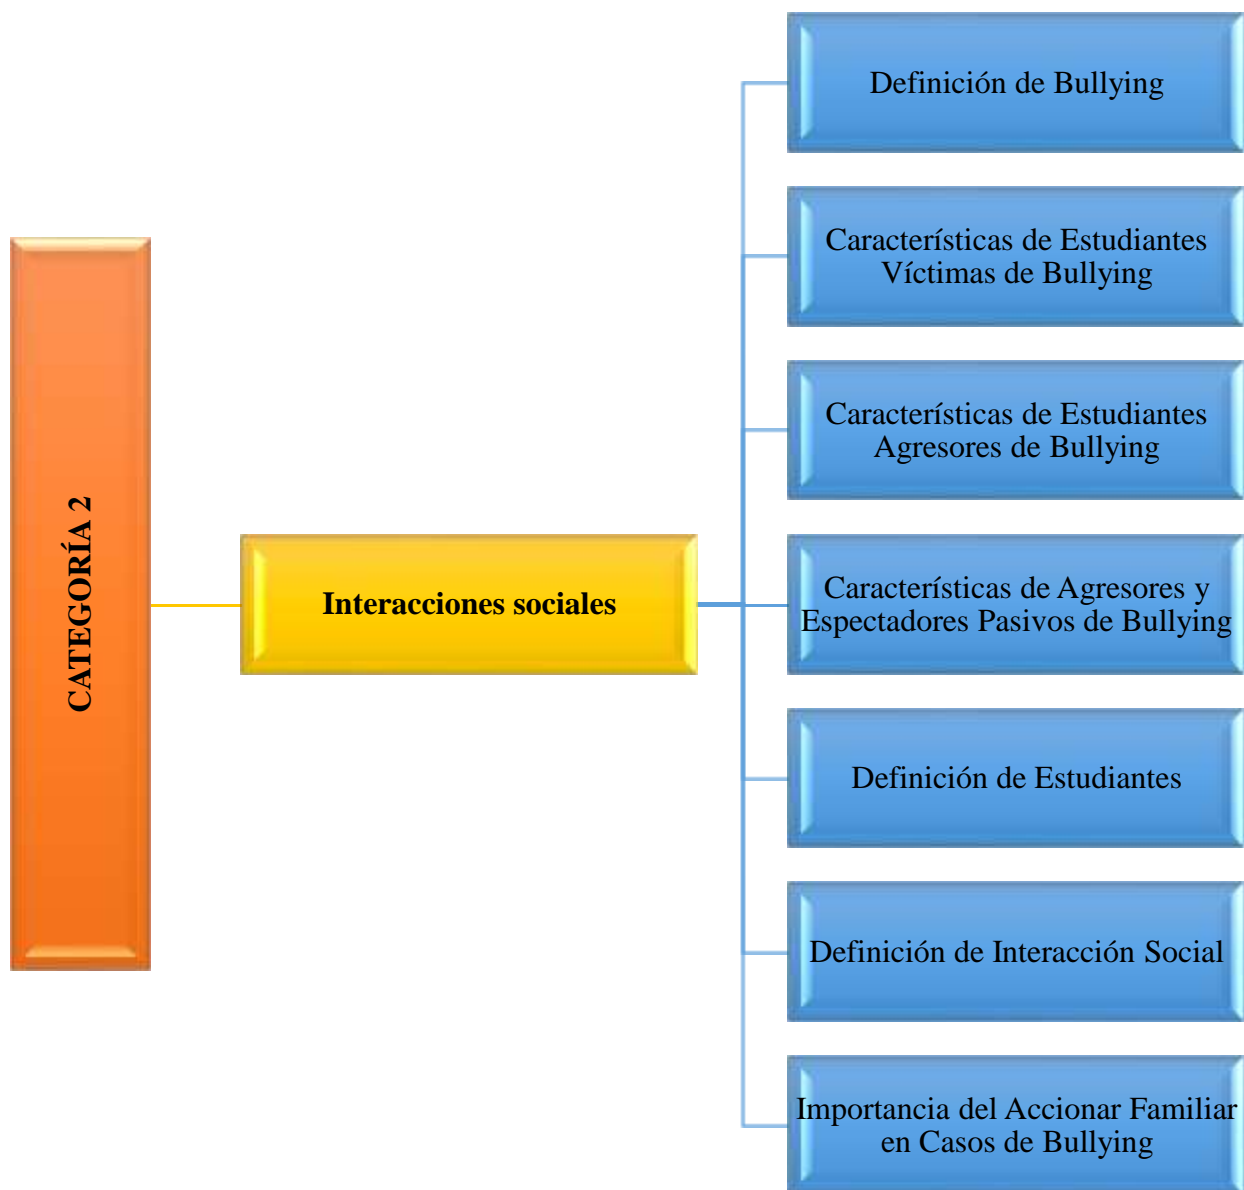 CATEGORÍA 2
Interacciones sociales
Definición de Bullying
Características de Estudiantes
Víctimas de Bullying
Características de Estudiantes
Agresores de Bullying
Características de Agresores y
Espectadores Pasivos de Bullying
Definición de Estudiantes
Definición de Interacción Social
Importancia del Accionar Familiar
en Casos de Bullying